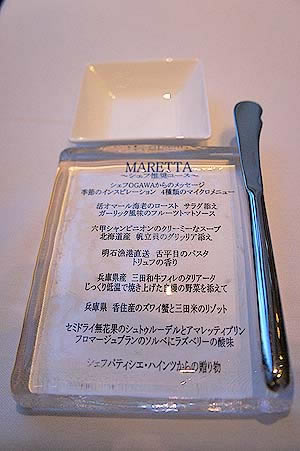 MARETTA
～シェフ推奨コース～
シェフOGAWAからのメッセージ
季節のインスピレーション 4種類のマイクロメニュー
活オマール海老のロースト サラダ揃え
ガーリック風味のフルーツトマトソース
六甲シャンピニオンのクリーミーなスープ
北海道産 帆立貝のグリッリア添え
明石漁港直送 舌平目のパスタ
トリュフの香り
兵庫県産 三田和牛フィレのタリアータ
じっくり低温で焼き上げた自慢の野菜を添えて
兵庫県 香住産のズワイ蟹と三田米のリゾット
セミドライ無花果のシュトゥルーデルとアマレッティプリン
フロマージュブランのソルベにラズベリーの酸味
シェフパティシエ・ハインツからの贈り物